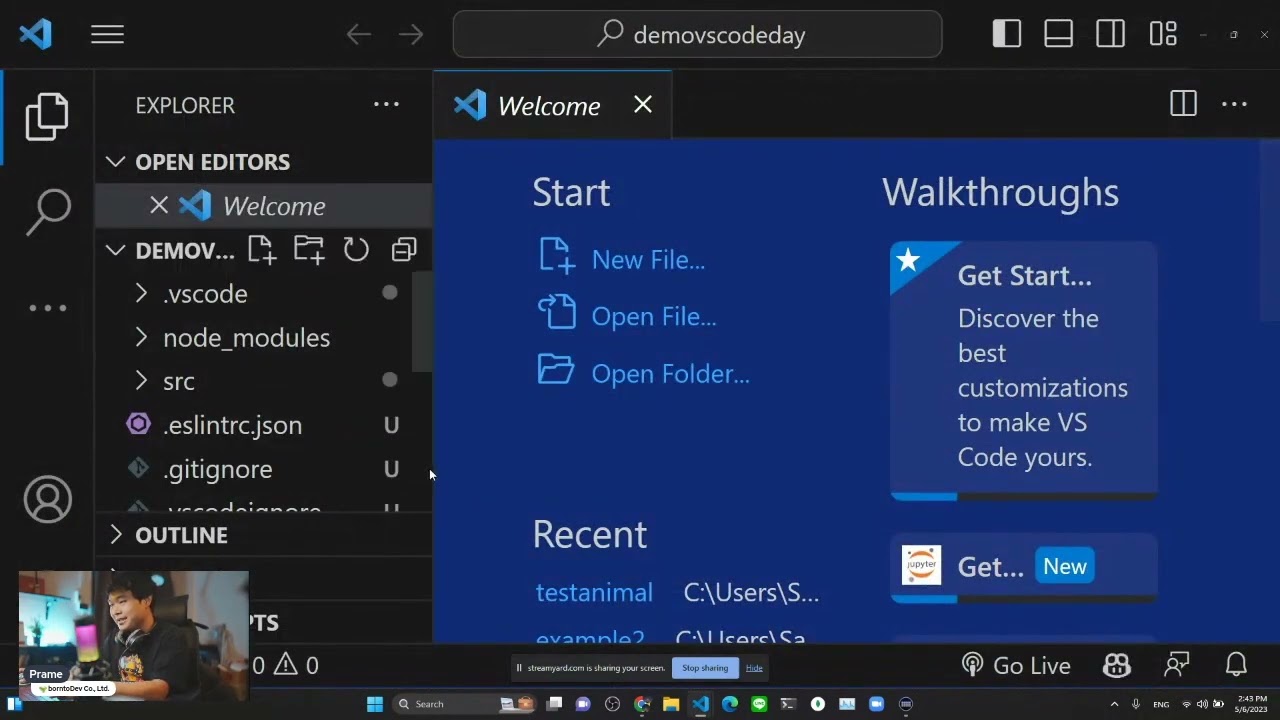 demovscodeday
EXPLORER
Welcome
OPEN EDITORS
Welcome
DEMOV...
.vscode
node_modules
src
.eslintrc.json U
.gitignore U
.vscodeignore U
OUTLINE
PTS
Start
New File...
Open File...
Open Folder...
Recent
testanimal C:\Users\S...
example2 C:\Users\Sa...
Walkthroughs
Get Start...
Discover the
best
customizations
to make VS
Code yours.
jupyter
Get... New
Prame
borntoDev Co., Ltd.
0 0
streamyard.com is sharing your screen.
Stop sharing
Hide
Go Live
Search
ENG
2:43 PM
5/6/2023